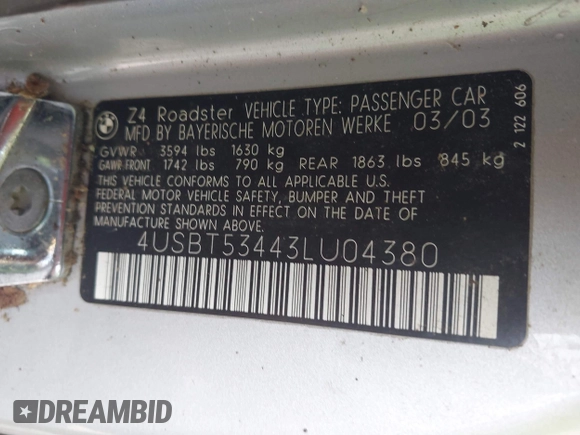 BMW
Z4 Roadster VEHICLE TYPE: PASSENGER CAR
MFD BY BAYERISCHE MOTOREN WERKE 03/03
GVWR 3594 lbs 1630 kg
GAWR FRONT 1742 lbs 790 kg REAR 1863 lbs 845 kg
THIS VEHICLE CONFORMS TO ALL APPLICABLE U.S.
FEDERAL MOTOR VEHICLE SAFETY, BUMPER AND THEFT
PREVENTION STANDARDS IN EFFECT ON THE DATE OF
MANUFACTURE SHOWN ABOVE.
4USBT53443LU04380
2 122 606
DREAMBID